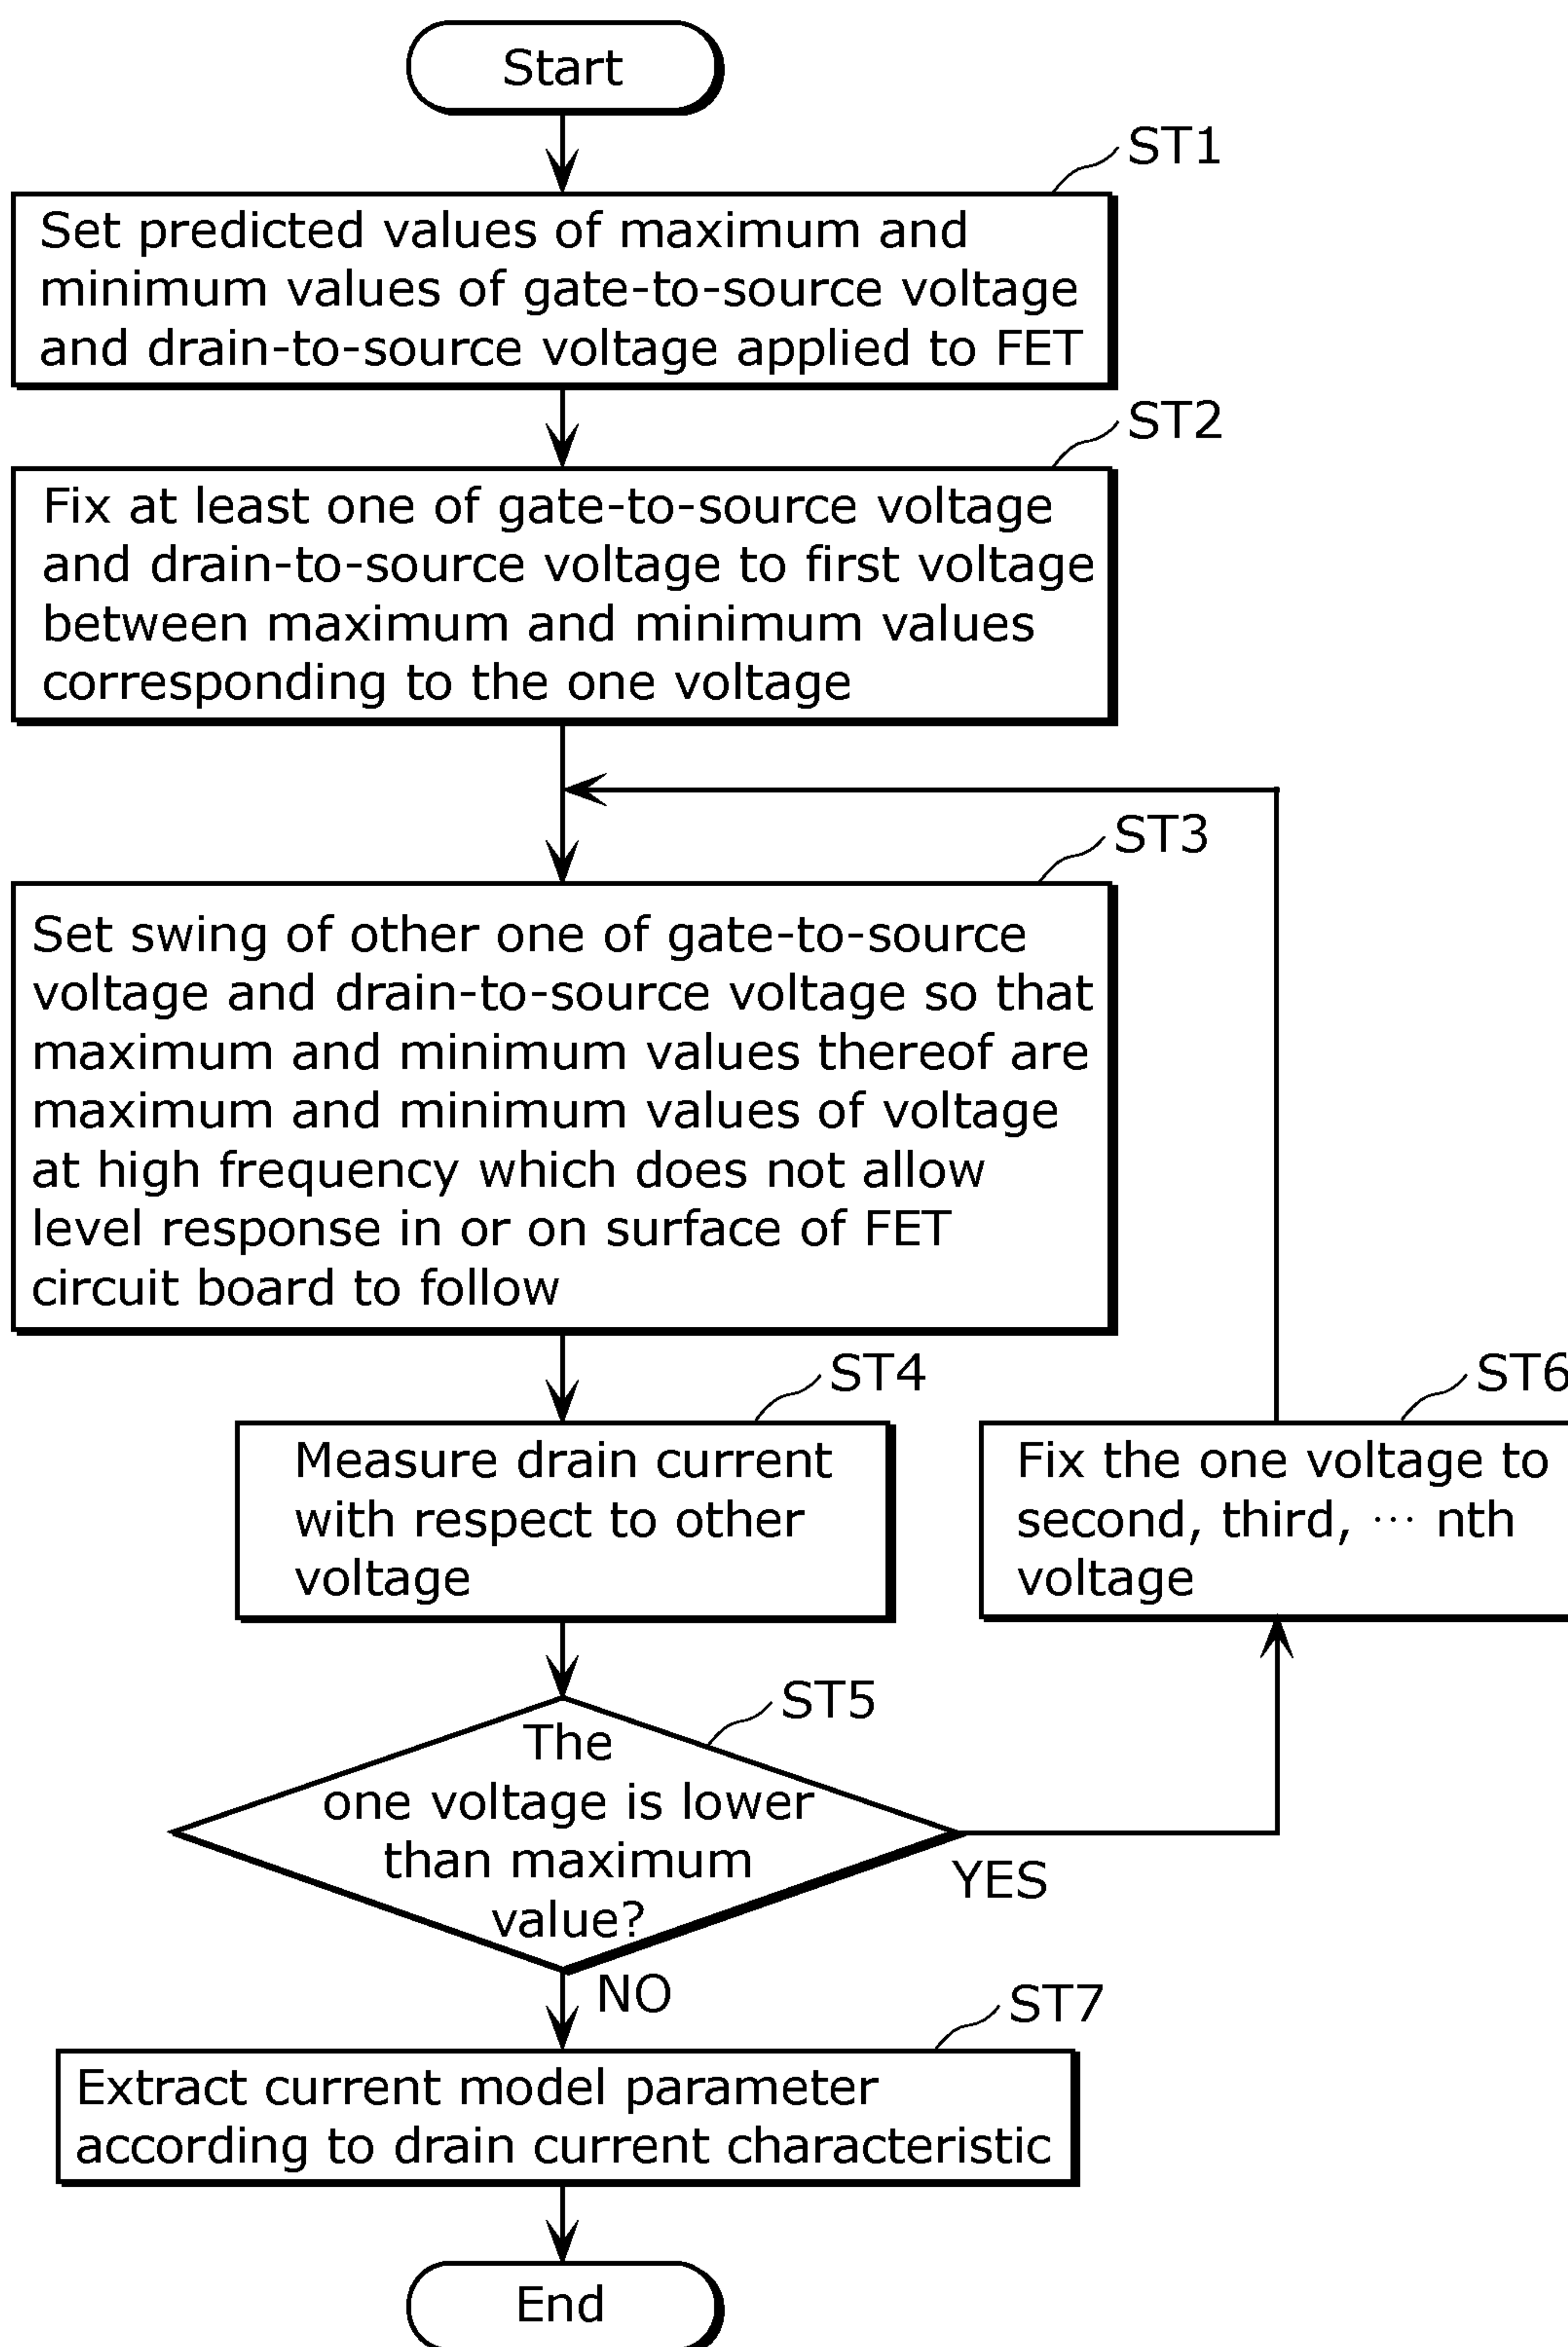 Start
ST1
Set predicted values of maximum and
minimum values of gate-to-source voltage
and drain-to-source voltage applied to FET
ST2
Fix at least one of gate-to-source voltage
and drain-to-source voltage to first voltage
between maximum and minimum values
corresponding to the one voltage
ST3
Set swing of other one of gate-to-source
voltage and drain-to-source voltage so that
maximum and minimum values thereof are
maximum and minimum values of voltage
at high frequency which does not allow
level response in or on surface of FET
circuit board to follow
ST4
Measure drain current
with respect to other
voltage
ST6
Fix the one voltage to
second, third, ··· nth
voltage
ST5
The
one voltage is lower
than maximum
value?
YES
NO
ST7
Extract current model parameter
according to drain current characteristic
End